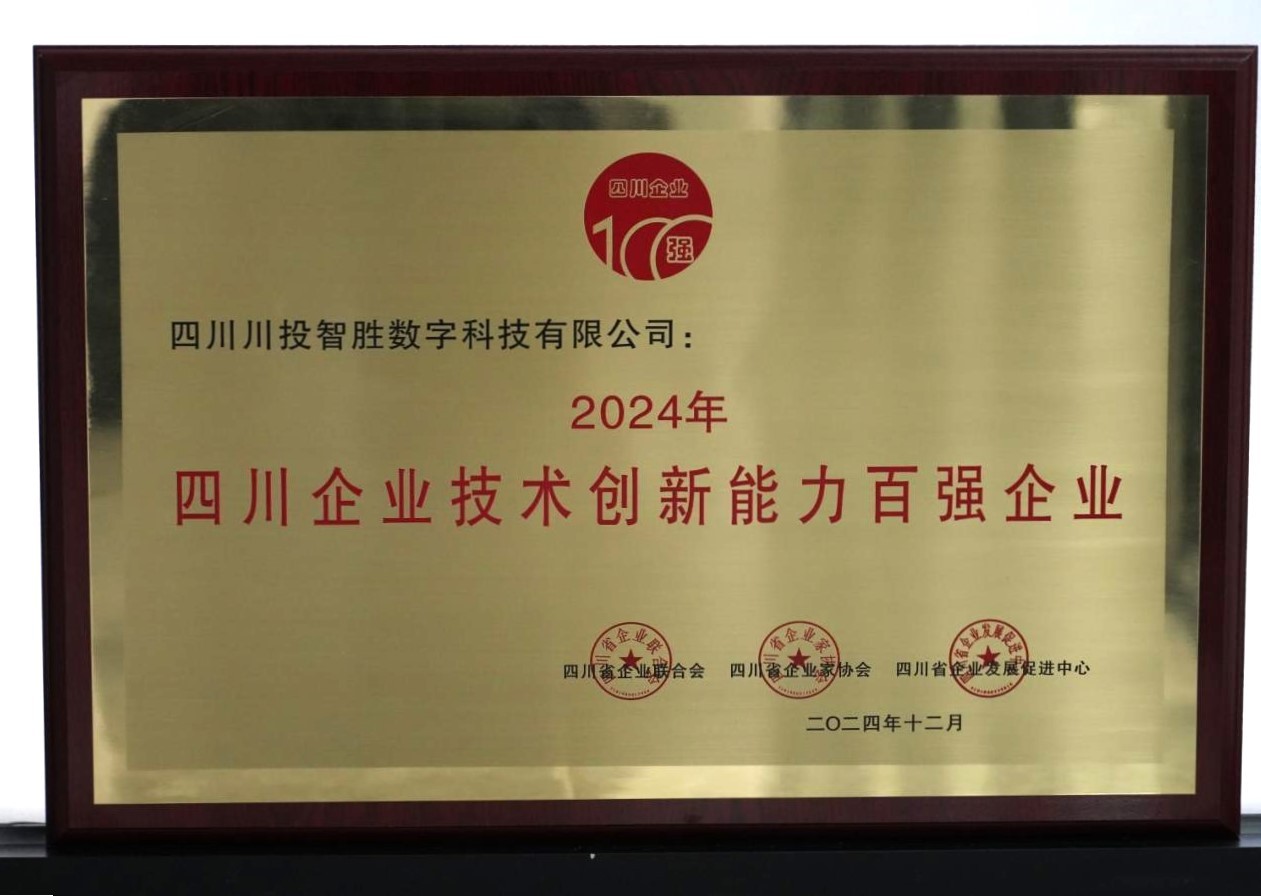 四川企业
100强
四川川投智胜数字科技有限公司：
2024年
四川企业技术创新能力百强企业
四川省企业联合会 四川省企业家协会 四川省企业发展促进中心
二〇二四年十二月